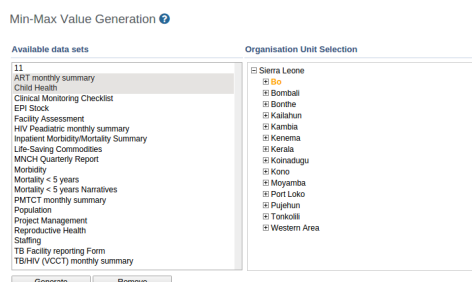 Min-Max Value Generation ?
Available data sets
11
ART monthly summary
Child Health
Clinical Monitoring Checklist
EPI Stock
Facility Assessment
HIV Peadiatric monthly summary
Inpatient Morbidity/Mortality Summary
Life-Saving Commodities
MNCH Quarterly Report
Morbidity
Mortality < 5 years
Mortality < 5 years Narratives
PMTCT monthly summary
Population
Project Management
Reproductive Health
Staffing
TB Facility reporting Form
TB/HIV (VCCT) monthly summary
Generate Remove
Organisation Unit Selection
Sierra Leone
Bo
Bombali
Bonthe
Kailahun
Kambia
Kenema
Kerala
Koinadugu
Kono
Moyamba
Port Loko
Pujehun
Tonkolili
Western Area